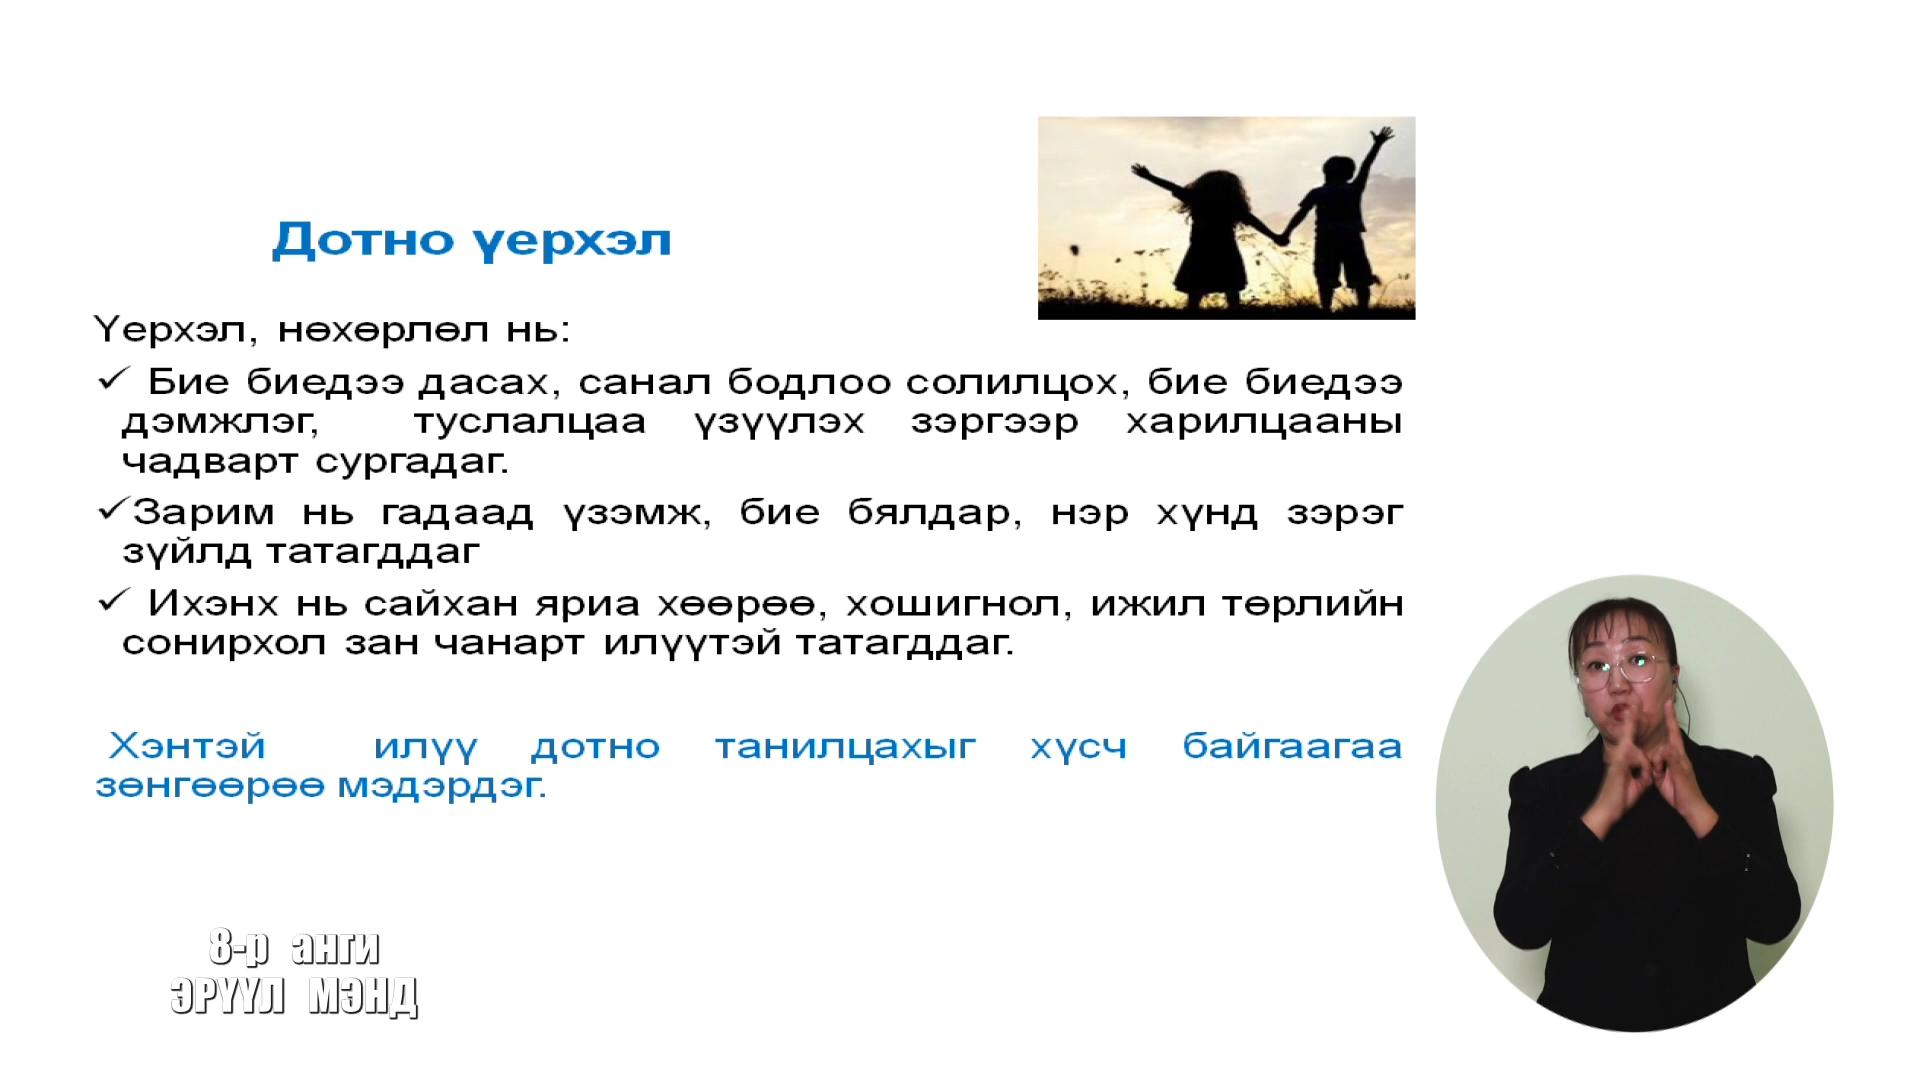 Дотно үерхэл
Үерхэл, нөхөрлөл нь:
✓ Бие биедээ дасах, санал бодлоо солилцох, бие биедээ
дэмжлэг, туслалцаа үзүүлэх зэргээр харилцааны
чадварт сургадаг.
✓Зарим нь гадаад үзэмж, бие бялдар, нэр хүнд зэрэг
зүйлд татагддаг
✓ Ихэнх нь сайхан яриа хөөрөө, хошигнол, ижил төрлийн
сонирхол зан чанарт илүүтэй татагддаг.
Хэнтэй илүү дотно танилцахыг хүсч байгаагаа
зөнгөөрөө мэдэрдэг.
8-р анги
ЭРҮҮЛ МЭНД